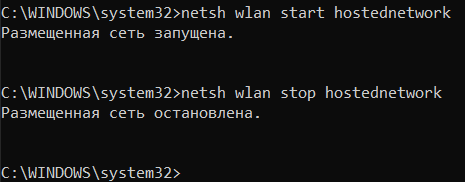 C:\WINDOWS\system32>netsh wlan start hostednetwork
Размещенная сеть запущена.
C:\WINDOWS\system32>netsh wlan stop hostednetwork
Размещенная сеть остановлена.
C:\WINDOWS\system32>